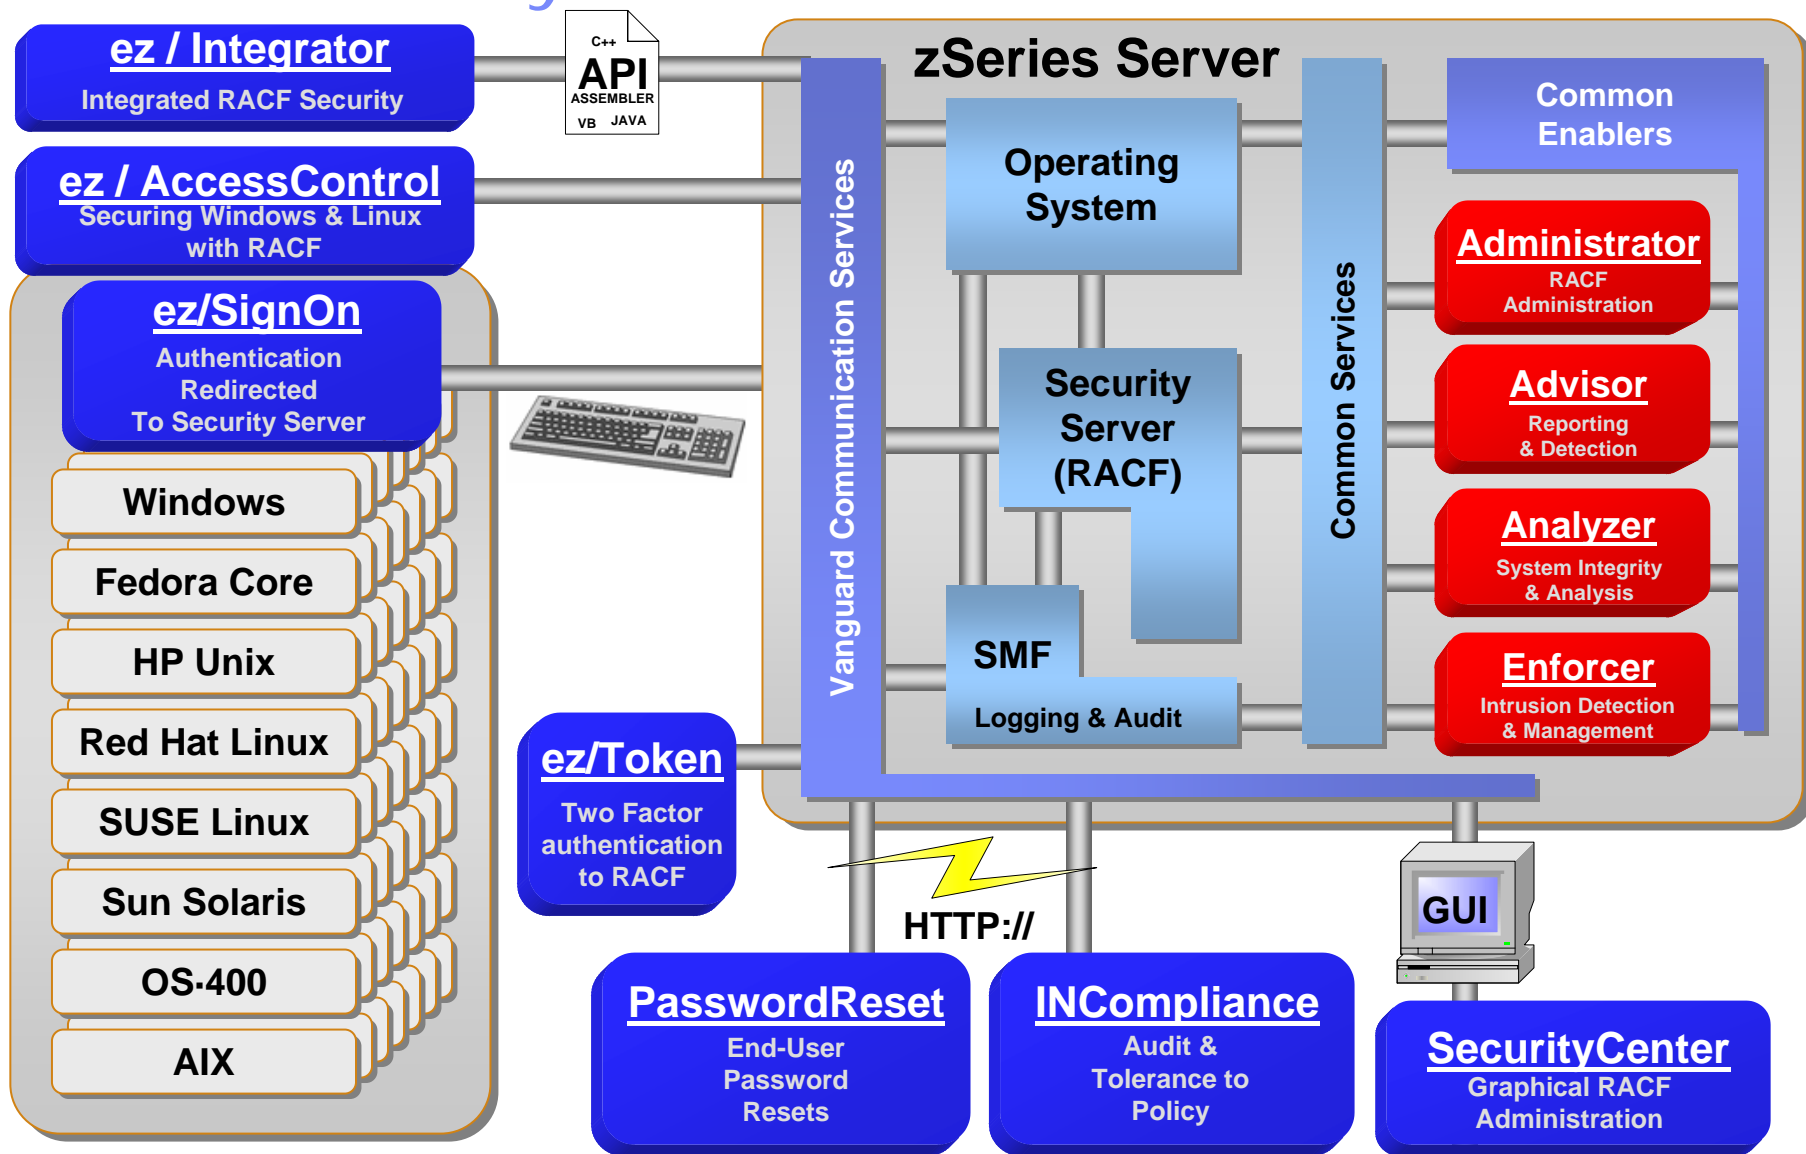 ez / Integrator
Integrated RACF Security
C++
API
ASSEMBLER
VB JAVA
zSeries Server
ez / AccessControl
Securing Windows & Linux
with RACF
ez/SignOn
Authentication
Redirected
To Security Server
Windows
Fedora Core
HP Unix
Red Hat Linux
SUSE Linux
Sun Solaris
OS·400
AIX
Vanguard Communication Services
Operating
System
Security
Server
(RACF)
SMF
Logging & Audit
Common Services
Common
Enablers
Administrator
RACF
Administration
Advisor
Reporting
& Detection
Analyzer
System Integrity
& Analysis
Enforcer
Intrusion Detection
& Management
ez/Token
Two Factor
authentication
to RACF
HTTP://
GUI
PasswordReset
End-User
Password
Resets
INCompliance
Audit &
Tolerance to
Policy
SecurityCenter
Graphical RACF
Administration